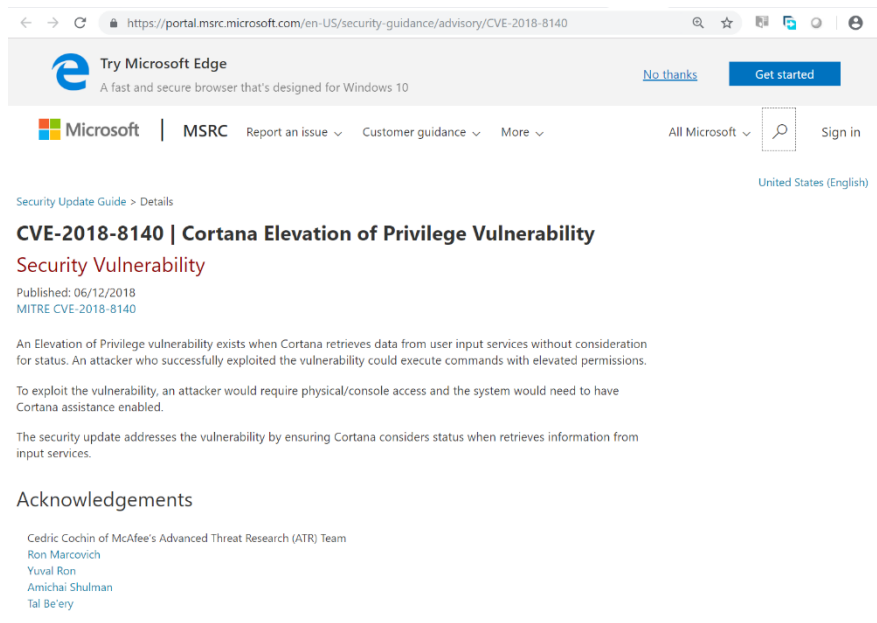 https://portal.msrc.microsoft.com/en-US/security-guidance/advisory/CVE-2018-8140
Try Microsoft Edge
A fast and secure browser that's designed for Windows 10
No thanks
Get started
Microsoft | MSRC Report an issue Customer guidance More All Microsoft Sign in
United States (English)
Security Update Guide > Details
CVE-2018-8140 | Cortana Elevation of Privilege Vulnerability
Security Vulnerability
Published: 06/12/2018
MITRE CVE-2018-8140
An Elevation of Privilege vulnerability exists when Cortana retrieves data from user input services without consideration
for status. An attacker who successfully exploited the vulnerability could execute commands with elevated permissions.
To exploit the vulnerability, an attacker would require physical/console access and the system would need to have
Cortana assistance enabled.
The security update addresses the vulnerability by ensuring Cortana considers status when retrieves information from
input services.
Acknowledgements
Cedric Cochin of McAfee's Advanced Threat Research (ATR) Team
Ron Marcovich
Yuval Ron
Amichai Shulman
Tal Be'ery